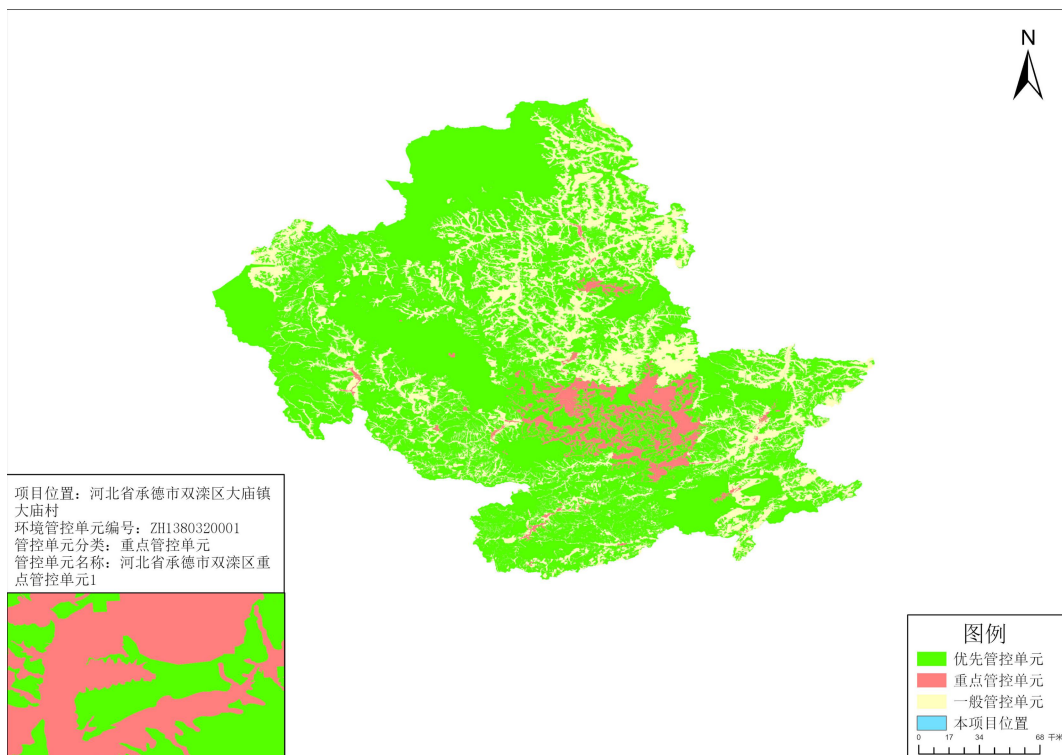 N
项目位置：河北省承德市双滦区大庙镇
大庙村
环境管控单元编号：ZH1380320001
管控单元分类：重点管控单元
管控单元名称：河北省承德市双滦区重
点管控单元1
图例
优先管控单元
重点管控单元
一般管控单元
本项目位置
0 17 34 68 千米